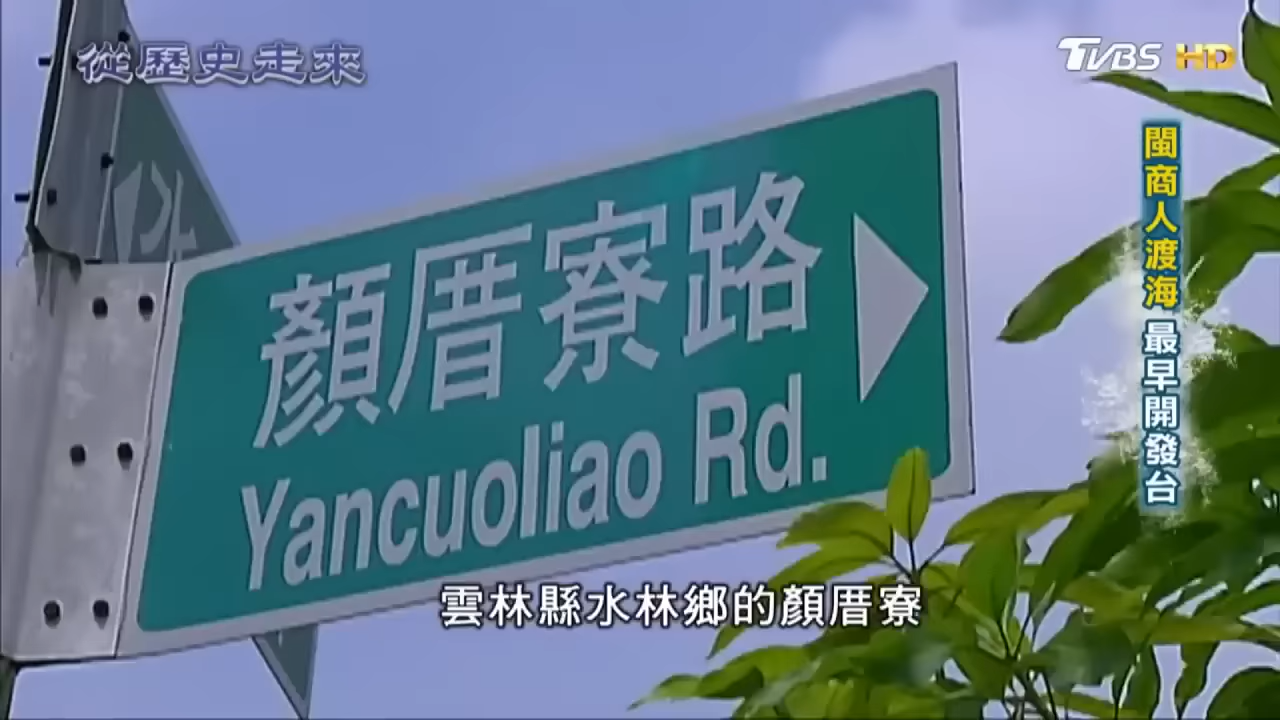 從歷史走來
TVBS HD
閩商人渡海 最早開發台
顏厝寮路
Yancuoliao Rd.
雲林縣水林鄉的顏厝寮